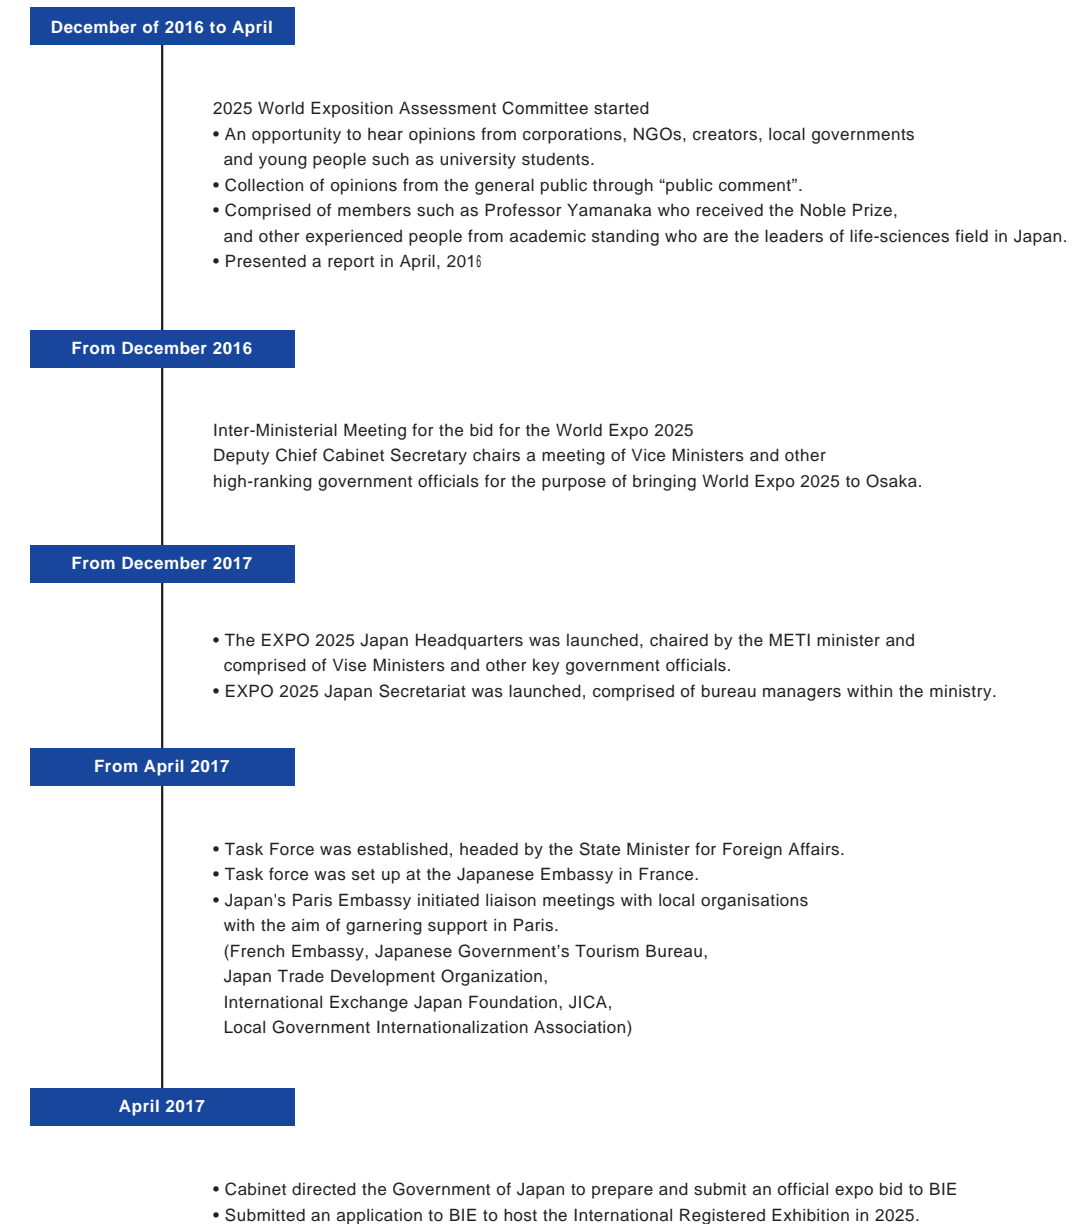 December of 2016 to April
2025 World Exposition Assessment Committee started
• An opportunity to hear opinions from corporations, NGOs, creators, local governments
and young people such as university students.
• Collection of opinions from the general public through “public comment”.
• Comprised of members such as Professor Yamanaka who received the Noble Prize,
and other experienced people from academic standing who are the leaders of life-sciences field in Japan.
• Presented a report in April, 2016
From December 2016
Inter-Ministerial Meeting for the bid for the World Expo 2025
Deputy Chief Cabinet Secretary chairs a meeting of Vice Ministers and other
high-ranking government officials for the purpose of bringing World Expo 2025 to Osaka.
From December 2017
• The EXPO 2025 Japan Headquarters was launched, chaired by the METI minister and
comprised of Vise Ministers and other key government officials.
• EXPO 2025 Japan Secretariat was launched, comprised of bureau managers within the ministry.
From April 2017
• Task Force was established, headed by the State Minister for Foreign Affairs.
• Task force was set up at the Japanese Embassy in France.
• Japan's Paris Embassy initiated liaison meetings with local organisations
with the aim of garnering support in Paris.
(French Embassy, Japanese Government’s Tourism Bureau,
Japan Trade Development Organization,
International Exchange Japan Foundation, JICA,
Local Government Internationalization Association)
April 2017
• Cabinet directed the Government of Japan to prepare and submit an official expo bid to BIE
• Submitted an application to BIE to host the International Registered Exhibition in 2025.